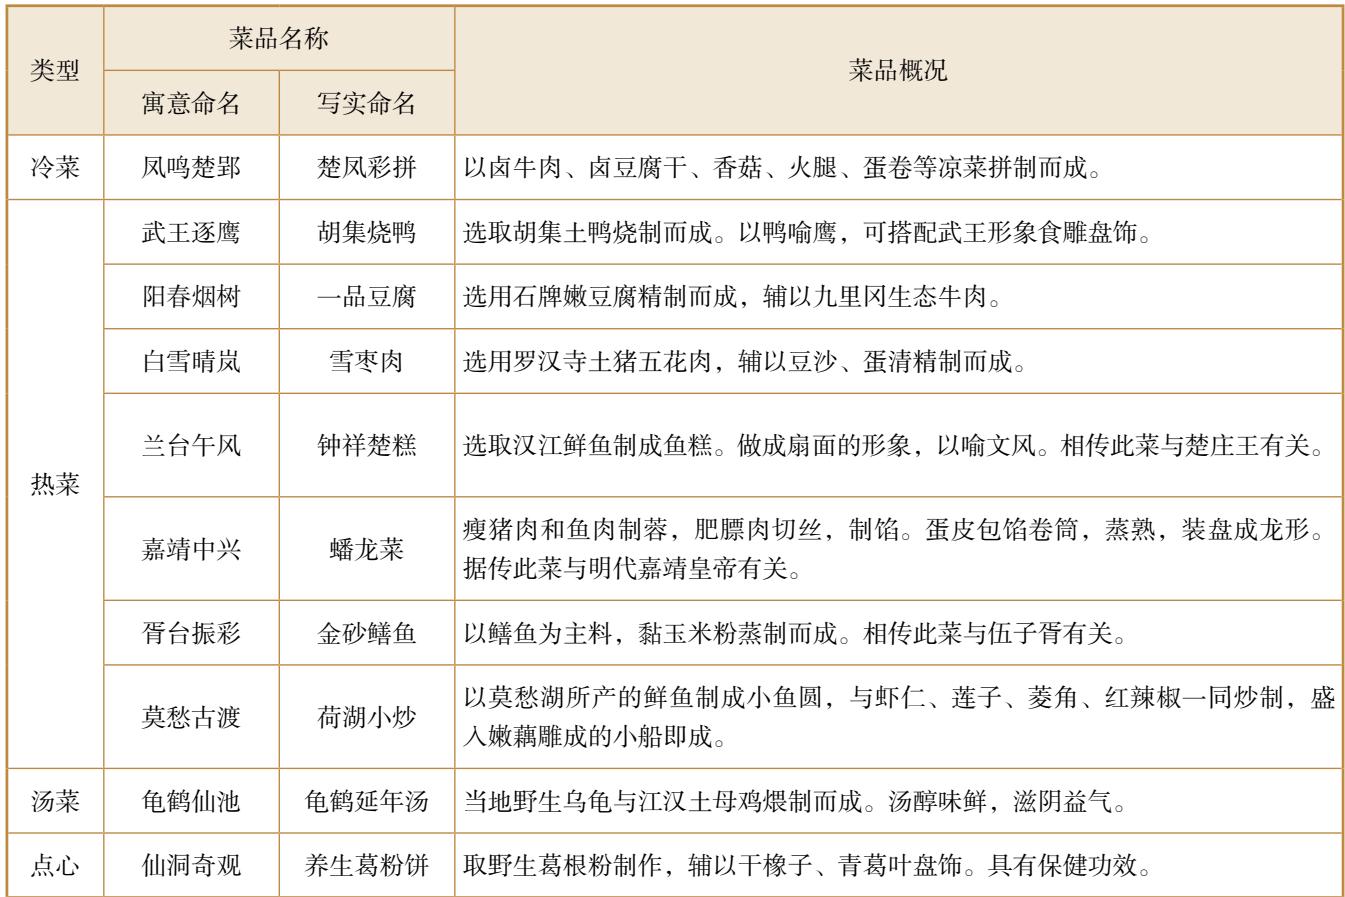 类型
菜品名称
菜品概况
寓意命名
写实命名
冷菜
凤鸣楚郢
楚凤彩拼
以卤牛肉、卤豆腐干、香菇、火腿、蛋卷等凉菜拼制而成。
热菜
武王逐鹰
胡集烧鸭
选取胡集土鸭烧制而成。以鸭喻鹰，可搭配武王形象食雕盘饰。
阳春烟树
一品豆腐
选用石牌嫩豆腐精制而成，辅以九里冈生态牛肉。
白雪晴岚
雪枣肉
选用罗汉寺土猪五花肉，辅以豆沙、蛋清精制而成。
兰台午风
钟祥楚糕
选取汉江鲜鱼制成鱼糕。做成扇面的形象，以喻文风。相传此菜与楚庄王有关。
嘉靖中兴
蟠龙菜
瘦猪肉和鱼肉制蓉，肥膘肉切丝，制馅。蛋皮包馅卷筒，蒸熟，装盘成龙形。
据传此菜与明代嘉靖皇帝有关。
胥台振彩
金砂鳝鱼
以鳝鱼为主料，黏玉米粉蒸制而成。相传此菜与伍子胥有关。
莫愁古渡
荷湖小炒
以莫愁湖所产的鲜鱼制成小鱼圆，与虾仁、莲子、菱角、红辣椒一同炒制，盛
入嫩藕雕成的小船即成。
汤菜
龟鹤仙池
龟鹤延年汤
当地野生乌龟与江汉土母鸡煨制而成。汤醇味鲜，滋阴益气。
点心
仙洞奇观
养生葛粉饼
取野生葛根粉制作，辅以干橡子、青葛叶盘饰。具有保健功效。